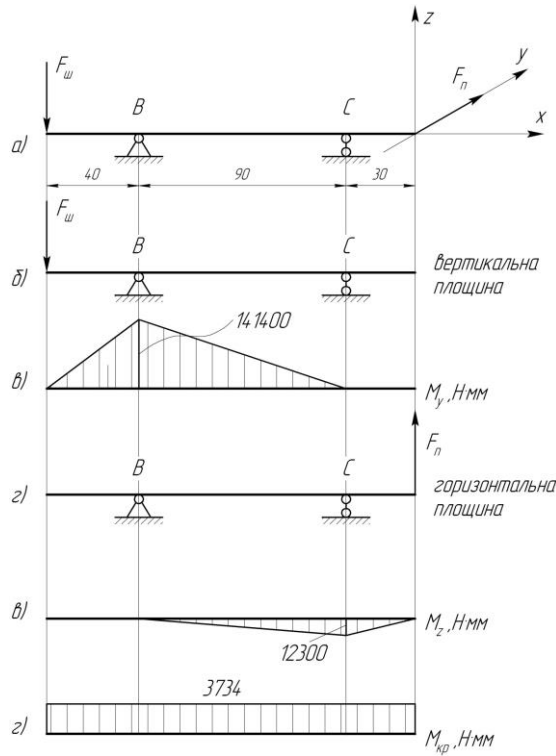 z
y
x
F_ш
F_п
B
C
а)
40
90
30
F_ш
B
C
б)
вертикальна
площина
141400
в)
M_y, Н·мм
F_п
B
C
г)
горизонтальна
площина
в)
M_z, Н·мм
12300
3734
г)
M_кр, Н·мм